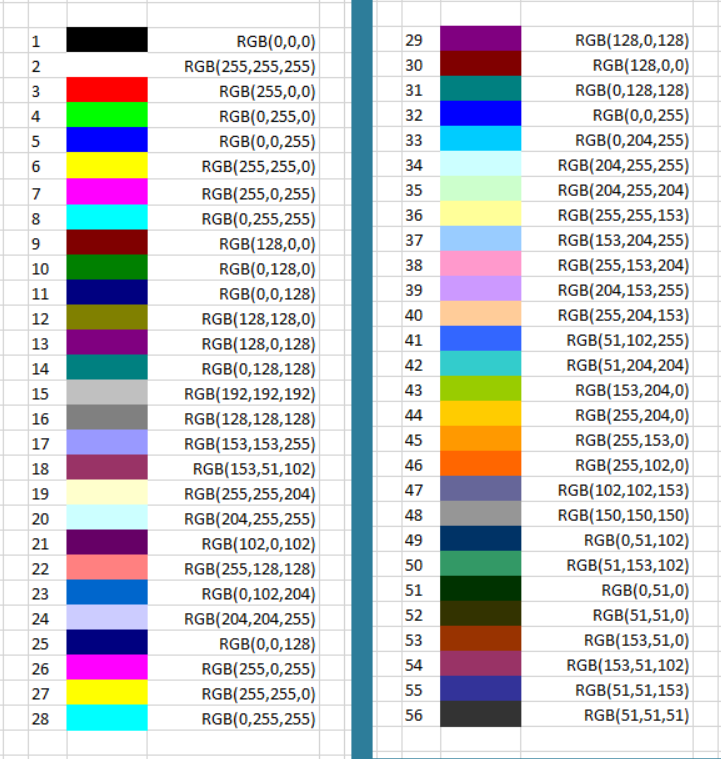 1 RGB(0,0,0)
2 RGB(255,255,255)
3 RGB(255,0,0)
4 RGB(0,255,0)
5 RGB(0,0,255)
6 RGB(255,255,0)
7 RGB(255,0,255)
8 RGB(0,255,255)
9 RGB(128,0,0)
10 RGB(0,128,0)
11 RGB(0,0,128)
12 RGB(128,128,0)
13 RGB(128,0,128)
14 RGB(0,128,128)
15 RGB(192,192,192)
16 RGB(128,128,128)
17 RGB(153,153,255)
18 RGB(153,51,102)
19 RGB(255,255,204)
20 RGB(204,255,255)
21 RGB(102,0,102)
22 RGB(255,128,128)
23 RGB(0,102,204)
24 RGB(204,204,255)
25 RGB(0,0,128)
26 RGB(255,0,255)
27 RGB(255,255,0)
28 RGB(0,255,255)
29 RGB(128,0,128)
30 RGB(128,0,0)
31 RGB(0,128,128)
32 RGB(0,0,255)
33 RGB(0,204,255)
34 RGB(204,255,255)
35 RGB(204,255,204)
36 RGB(255,255,153)
37 RGB(153,204,255)
38 RGB(255,153,204)
39 RGB(204,153,255)
40 RGB(255,204,153)
41 RGB(51,102,255)
42 RGB(51,204,204)
43 RGB(153,204,0)
44 RGB(255,204,0)
45 RGB(255,153,0)
46 RGB(255,102,0)
47 RGB(102,102,153)
48 RGB(150,150,150)
49 RGB(0,51,102)
50 RGB(51,153,102)
51 RGB(0,51,0)
52 RGB(51,51,0)
53 RGB(153,51,0)
54 RGB(153,51,102)
55 RGB(51,51,153)
56 RGB(51,51,51)